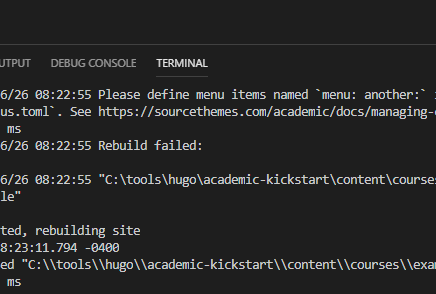 UTPUT DEBUG CONSOLE TERMINAL
6/26 08:22:55 Please define menu items named `menu: another:` i
us.toml`. See https://sourcethemes.com/academic/docs/managing-
ms
6/26 08:22:55 Rebuild failed:
6/26 08:22:55 "C:\tools\hugo\academic-kickstart\content\courses
le"
ted, rebuilding site
8:23:11.794 -0400
ed "C:\\tools\\hugo\\academic-kickstart\\content\\courses\\exa
ms